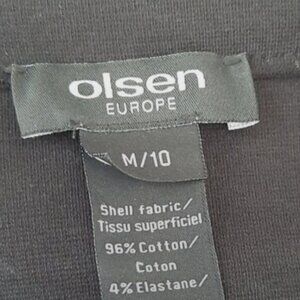 olsen
EUROPE
M/10
Shell fabric/
Tissu superficiel
96% Cotton/
Coton
4% Elastane/